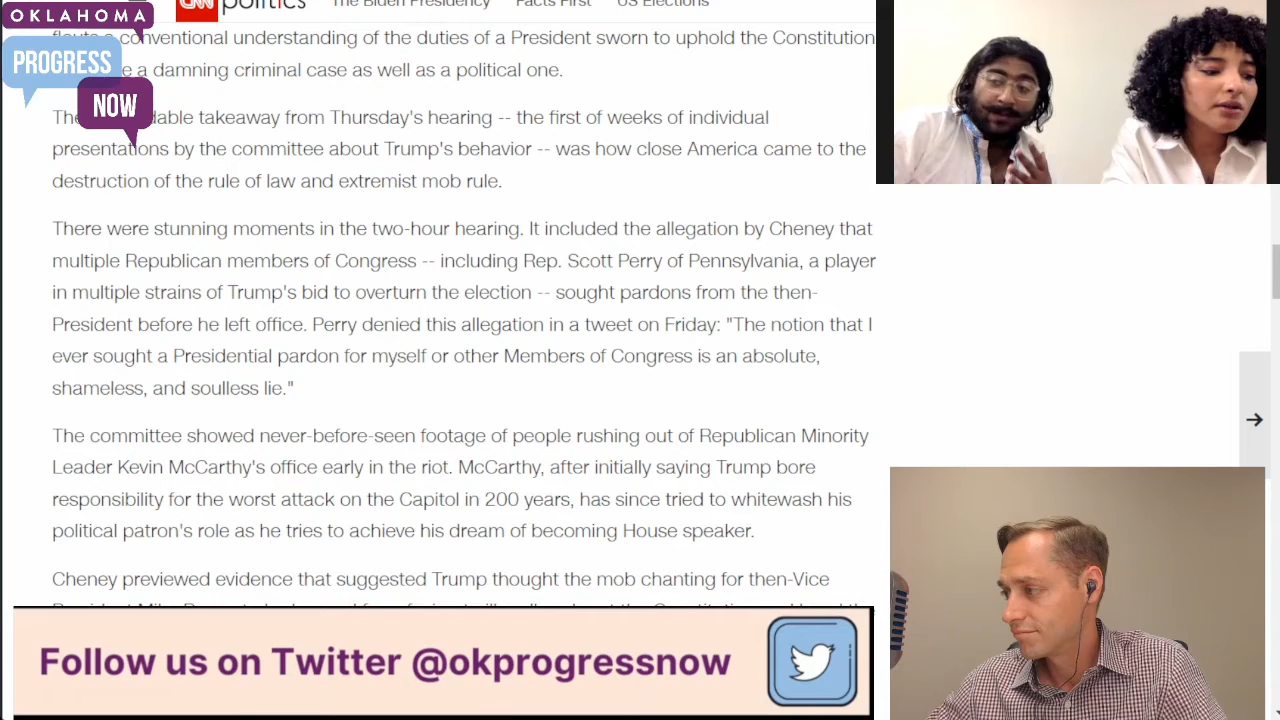 OKLAHOMA
PROGRESS
NOW
CNN politics The Biden Presidency Facts First US Elections
conventional understanding of the duties of a President sworn to uphold the Constitution
a damning criminal case as well as a political one.
takeaway from Thursday's hearing -- the first of weeks of individual
presentations by the committee about Trump's behavior -- was how close America came to the
destruction of the rule of law and extremist mob rule.
There were stunning moments in the two-hour hearing. It included the allegation by Cheney that
multiple Republican members of Congress -- including Rep. Scott Perry of Pennsylvania, a player
in multiple strains of Trump's bid to overturn the election -- sought pardons from the then-
President before he left office. Perry denied this allegation in a tweet on Friday: "The notion that I
ever sought a Presidential pardon for myself or other Members of Congress is an absolute,
shameless, and soulless lie."
The committee showed never-before-seen footage of people rushing out of Republican Minority
Leader Kevin McCarthy's office early in the riot. McCarthy, after initially saying Trump bore
responsibility for the worst attack on the Capitol in 200 years, has since tried to whitewash his
political patron's role as he tries to achieve his dream of becoming House speaker.
Cheney previewed evidence that suggested Trump thought the mob chanting for then-Vice
Follow us on Twitter @okprogressnow